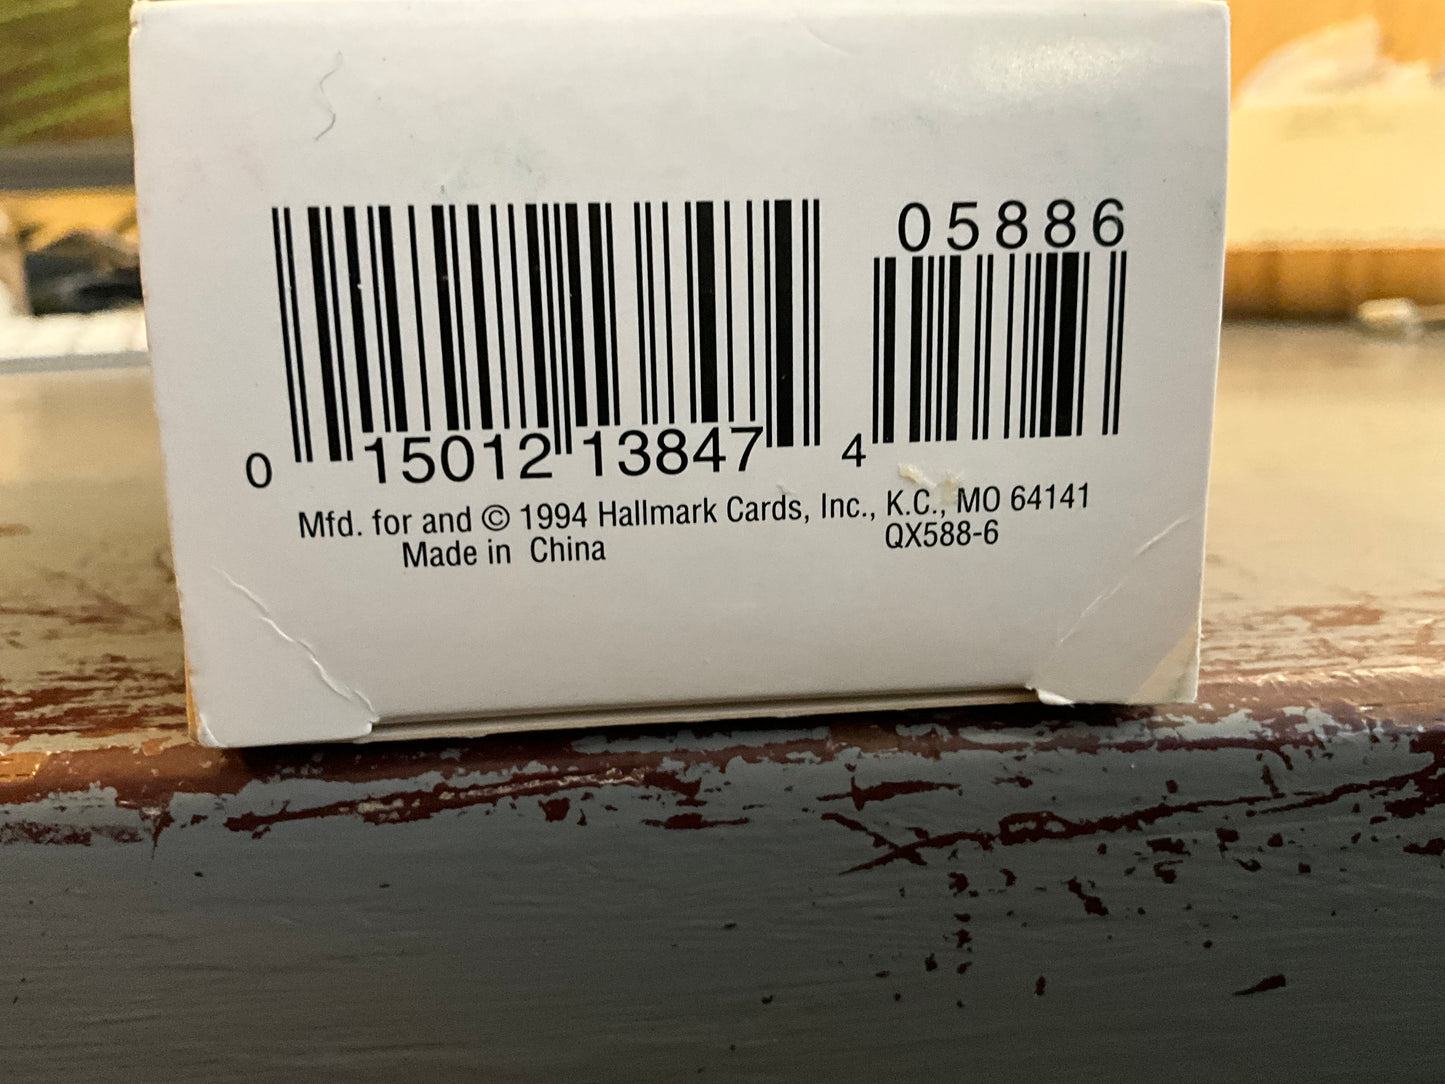 05886
0 15012 13847 4
Mfd. for and © 1994 Hallmark Cards, Inc., K.C., MO 64141
Made in China QX588-6